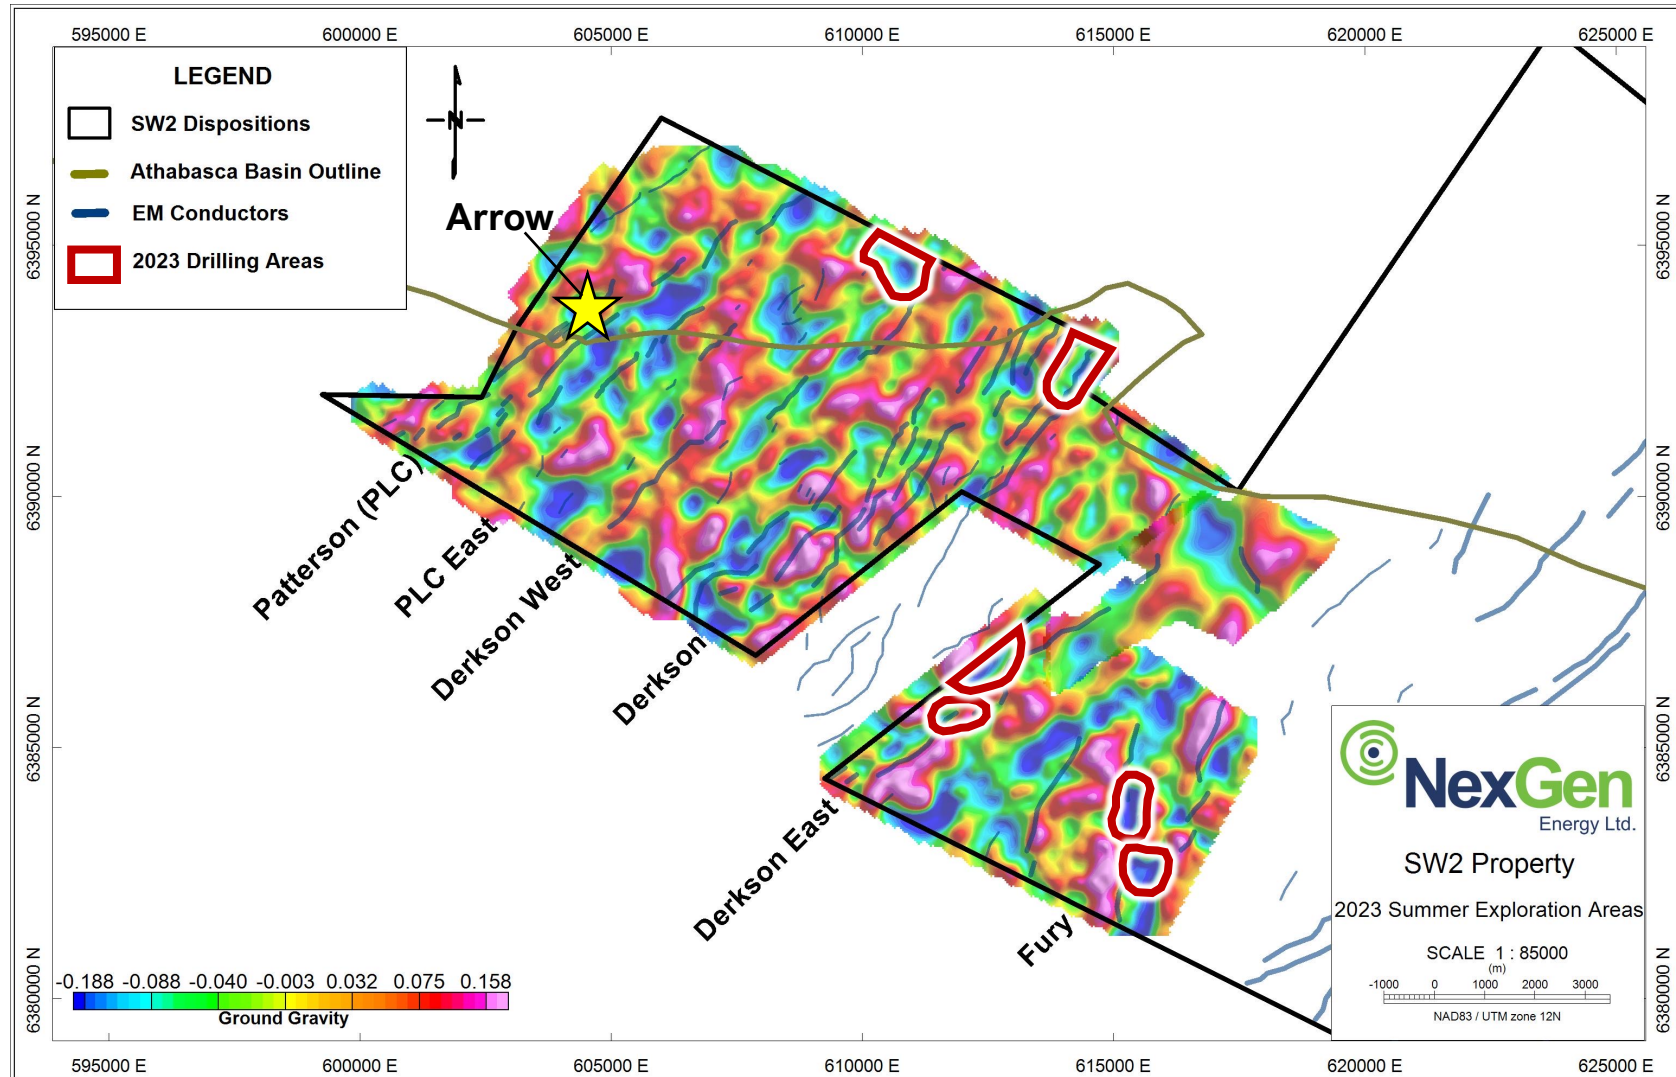 595000 E 600000 E 605000 E 610000 E 615000 E 620000 E 625000 E
LEGEND
SW2 Dispositions
Athabasca Basin Outline
EM Conductors
2023 Drilling Areas
N
Arrow
6395000 N
6395000 N
6390000 N
6390000 N
Patterson (PLC)
PLC East
Derkson West
Derkson
Derkson East
Fury
6385000 N
6385000 N
6380000 N
6380000 N
NexGen
Energy Ltd.
SW2 Property
2023 Summer Exploration Areas
SCALE 1 : 85000
(m)
-1000 0 1000 2000 3000
NAD83 / UTM zone 12N
-0.188 -0.088 -0.040 -0.003 0.032 0.075 0.158
Ground Gravity
595000 E 600000 E 605000 E 610000 E 615000 E 620000 E 625000 E